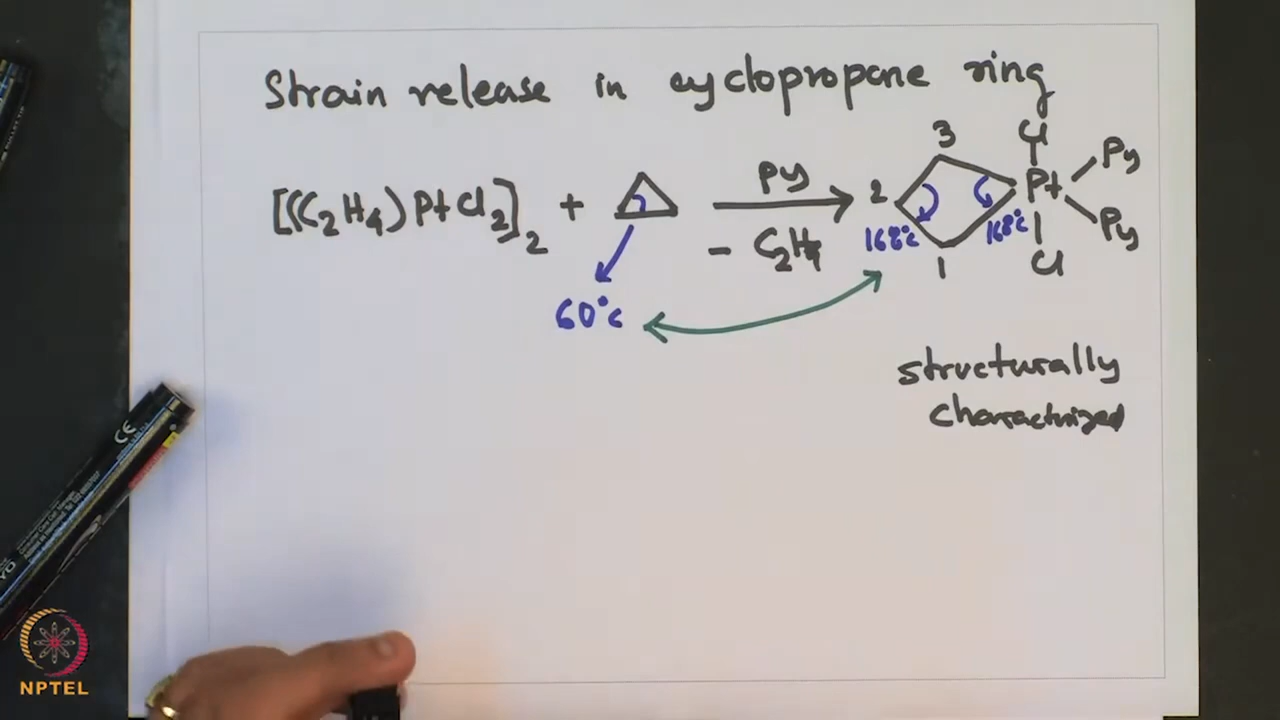 Strain release in cyclopropane ring
[(C₂H₄)PtCl₂]₂ + Py - C₂H₄
60°c
2 3 1 168°c 168°c Pt Cl Cl Py Py
structurally
characterized
CE
NPTEL